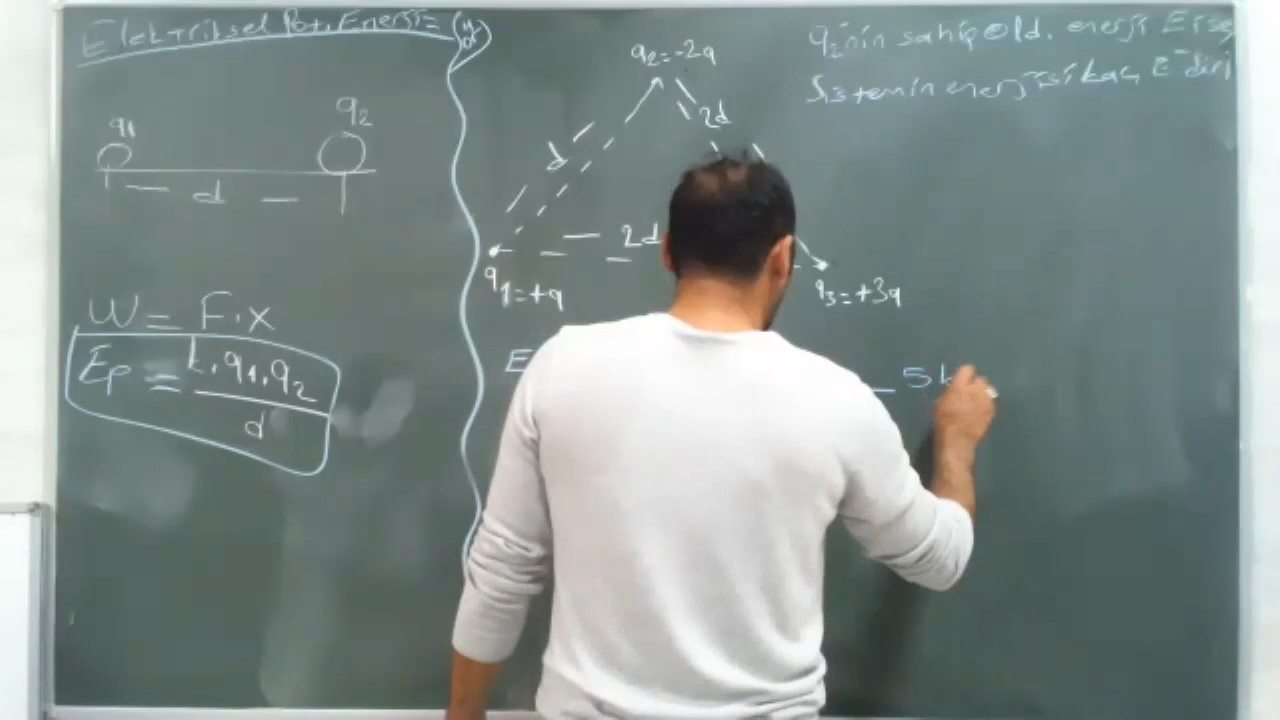 Elektriksel Pot. Enerji =
q1
q2
d
W = F.x
Ep = k.q1.q2
d
q2'nin sahip old. enerji E ise
Sistemin enerjisi kaç E'dir
q2=-2q
2d
d
2d
q1=+q
q3=+3q
E
5k